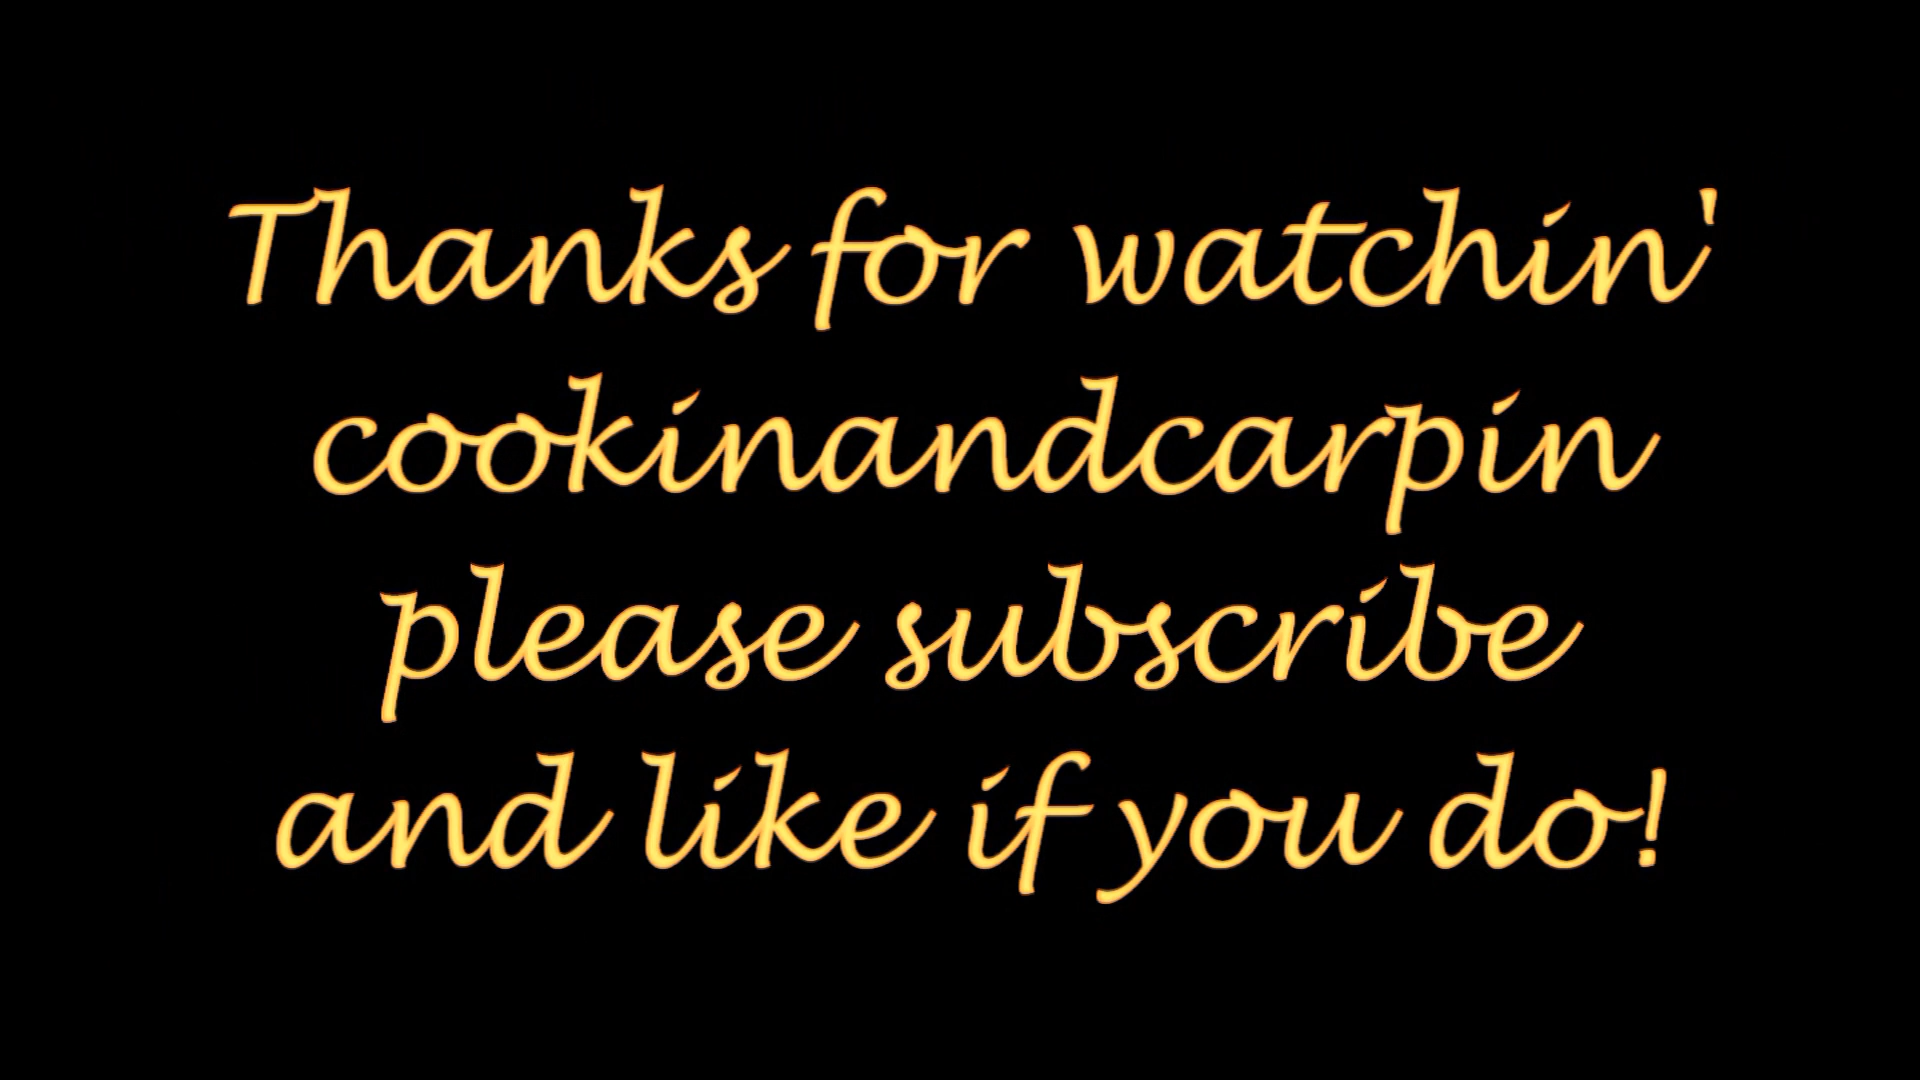 Thanks for watchin'
cookinandcarpin
please subscribe
and like if you do!